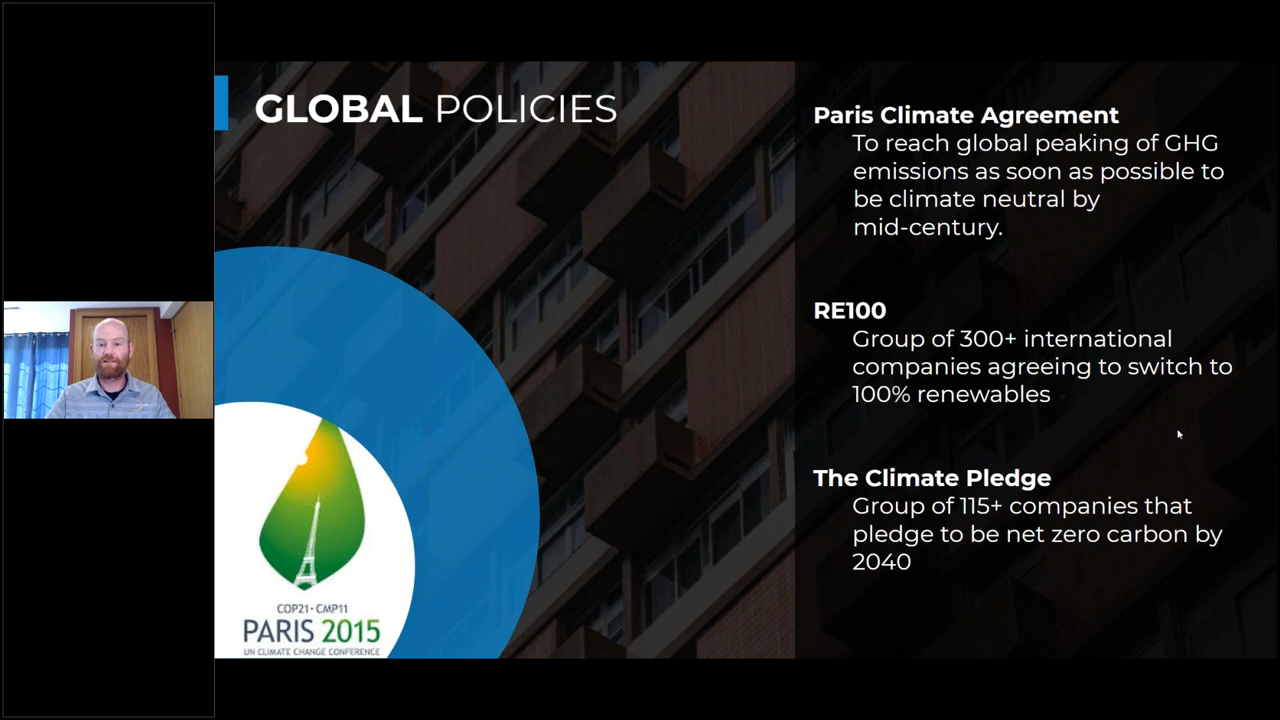 GLOBAL POLICIES
Paris Climate Agreement
To reach global peaking of GHG
emissions as soon as possible to
be climate neutral by
mid-century.
RE100
Group of 300+ international
companies agreeing to switch to
100% renewables
The Climate Pledge
Group of 115+ companies that
pledge to be net zero carbon by
2040
COP21 • CMP11
PARIS 2015
UN CLIMATE CHANGE CONFERENCE